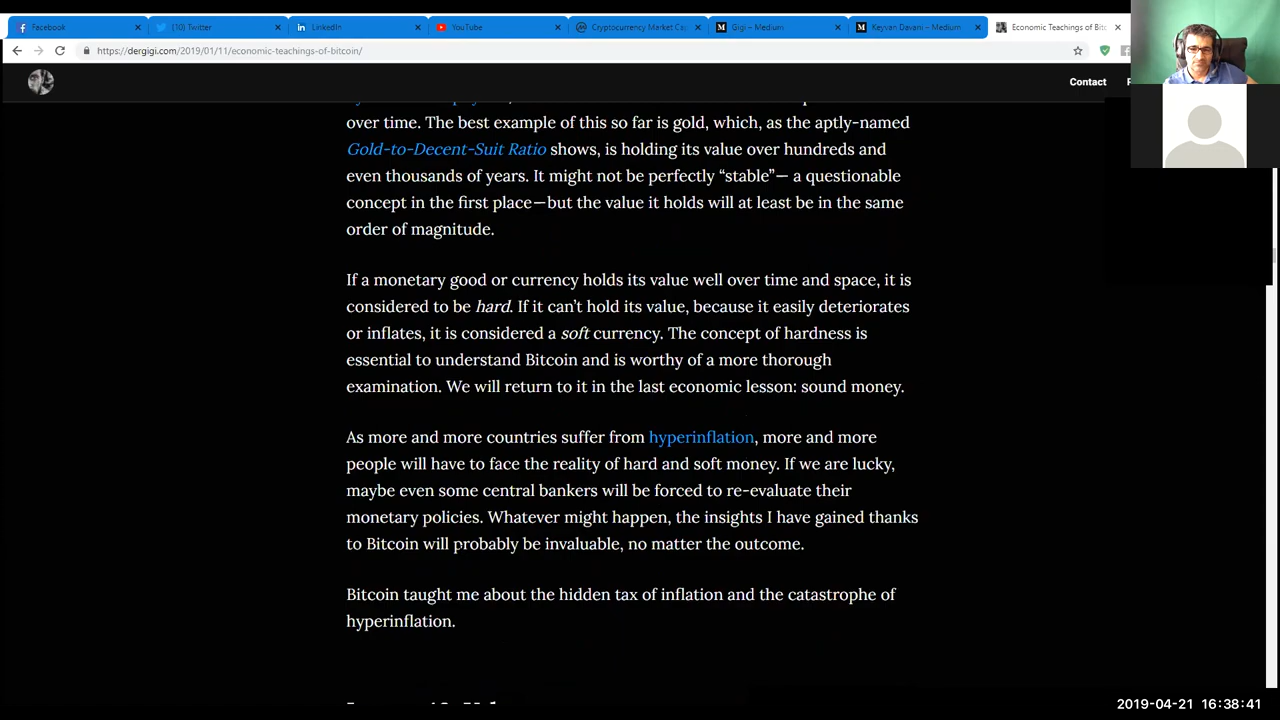 Facebook
(10) Twitter
LinkedIn
YouTube
Cryptocurrency Market Ca
Gigi – Medium
Keyvan Davani – Medium
Economic Teachings of Bitc
https://dergigi.com/2019/01/11/economic-teachings-of-bitcoin/
Contact
over time. The best example of this so far is gold, which, as the aptly-named
Gold-to-Decent-Suit Ratio shows, is holding its value over hundreds and
even thousands of years. It might not be perfectly “stable”— a questionable
concept in the first place—but the value it holds will at least be in the same
order of magnitude.
If a monetary good or currency holds its value well over time and space, it is
considered to be hard. If it can’t hold its value, because it easily deteriorates
or inflates, it is considered a soft currency. The concept of hardness is
essential to understand Bitcoin and is worthy of a more thorough
examination. We will return to it in the last economic lesson: sound money.
As more and more countries suffer from hyperinflation, more and more
people will have to face the reality of hard and soft money. If we are lucky,
maybe even some central bankers will be forced to re-evaluate their
monetary policies. Whatever might happen, the insights I have gained thanks
to Bitcoin will probably be invaluable, no matter the outcome.
Bitcoin taught me about the hidden tax of inflation and the catastrophe of
hyperinflation.
2019-04-21 16:38:41